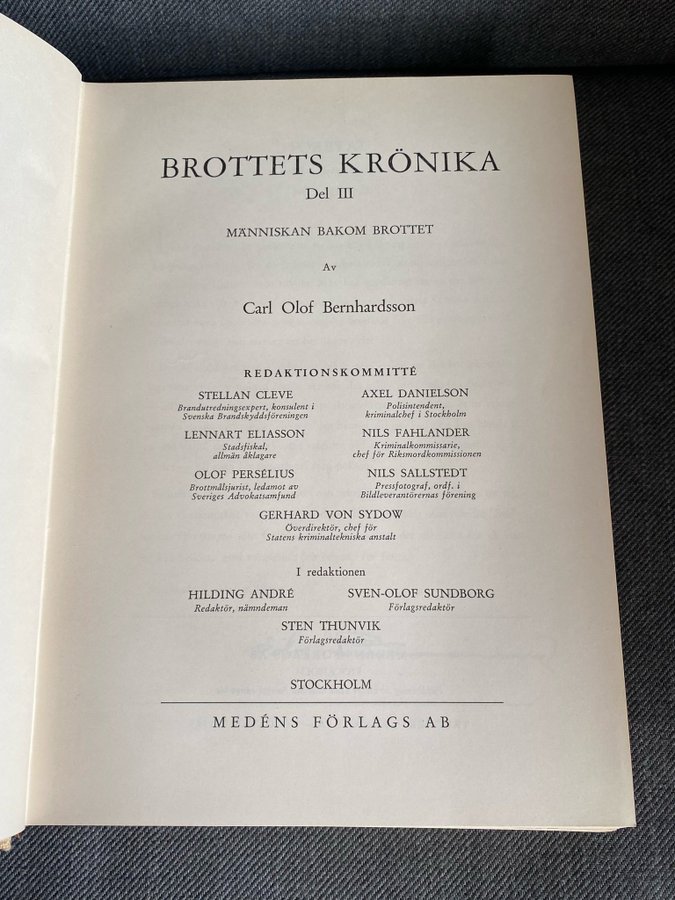 BROTTETS KRÖNIKA
Del III
MÄNNISKAN BAKOM BROTTET
Av
Carl Olof Bernhardsson
REDAKTIONSKOMMITTÉ
STELLAN CLEVE
Brandutredningsexpert, konsulent i
Svenska Brandskyddsföreningen
AXEL DANIELSON
Polisintendent,
kriminalchef i Stockholm
LENNART ELIASSON
Stadsfiskal,
allmän åklagare
NILS FAHLANDER
Kriminalkommissarie,
chef för Riksmordkommissionen
OLOF PERSÉLIUS
Brottmålsjurist, ledamot av
Sveriges Advokatsamfund
NILS SALLSTEDT
Pressfotograf, ordf. i
Bildleverantörernas förening
GERHARD VON SYDOW
Överdirektör, chef för
Statens kriminaltekniska anstalt
I redaktionen
HILDING ANDRÉ
Redaktör, nämndeman
SVEN-OLOF SUNDBORG
Förlagsredaktör
STEN THUNVIK
Förlagsredaktör
STOCKHOLM
MEDÉNS FÖRLAGS AB